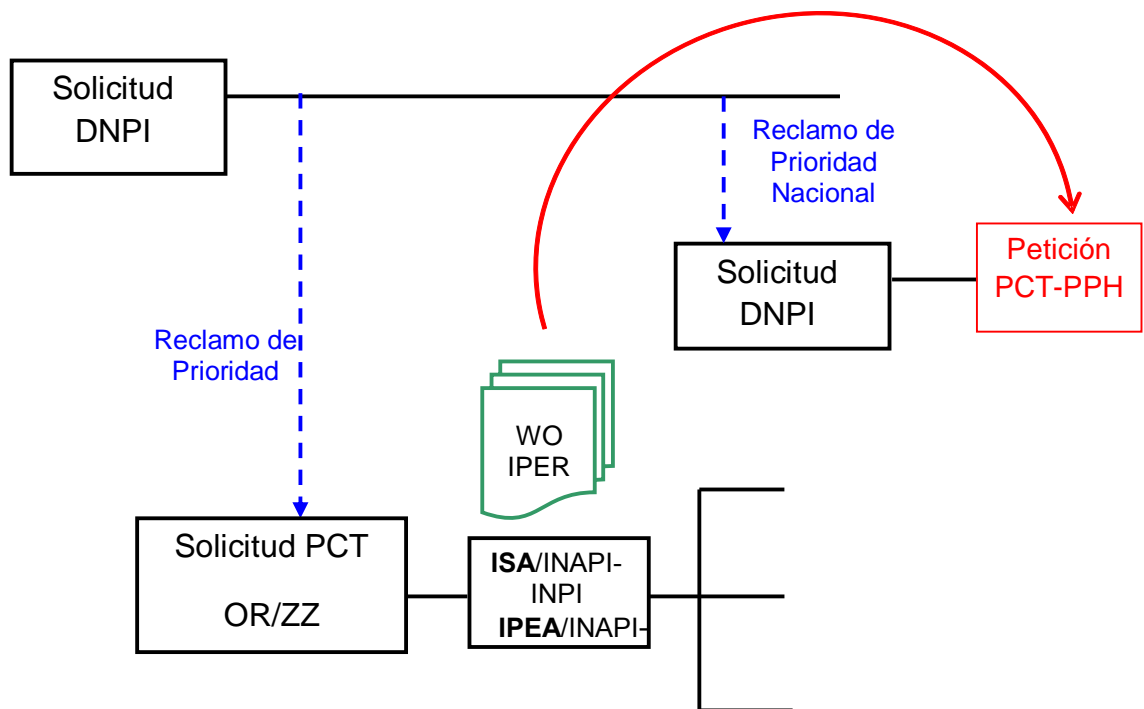 Solicitud
DNPI
Reclamo de
Prioridad
Nacional
Petición
PCT-PPH
Solicitud
DNPI
Reclamo de
Prioridad
WO
IPER
Solicitud PCT
OR/ZZ
ISA/INAPI-
INPI
IPEA/INAPI-